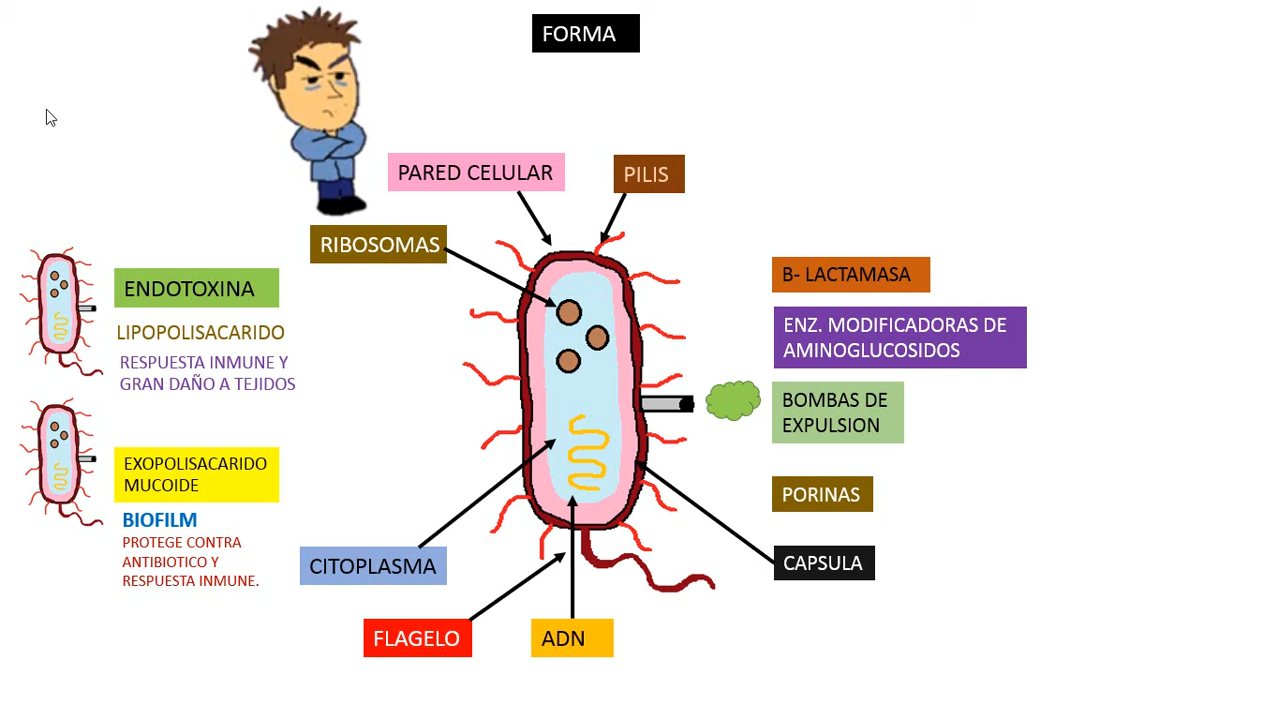 FORMA
PARED CELULAR
PILIS
RIBOSOMAS
ENDOTOXINA
LIPOPOLISACARIDO
RESPUESTA INMUNE Y
GRAN DAÑO A TEJIDOS
EXOPOLISACARIDO
MUCOIDE
BIOFILM
PROTEGE CONTRA
ANTIBIOTICO Y
RESPUESTA INMUNE.
B- LACTAMASA
ENZ. MODIFICADORAS DE
AMINOGLUCOSIDOS
BOMBAS DE
EXPULSION
PORINAS
CAPSULA
CITOPLASMA
FLAGELO
ADN